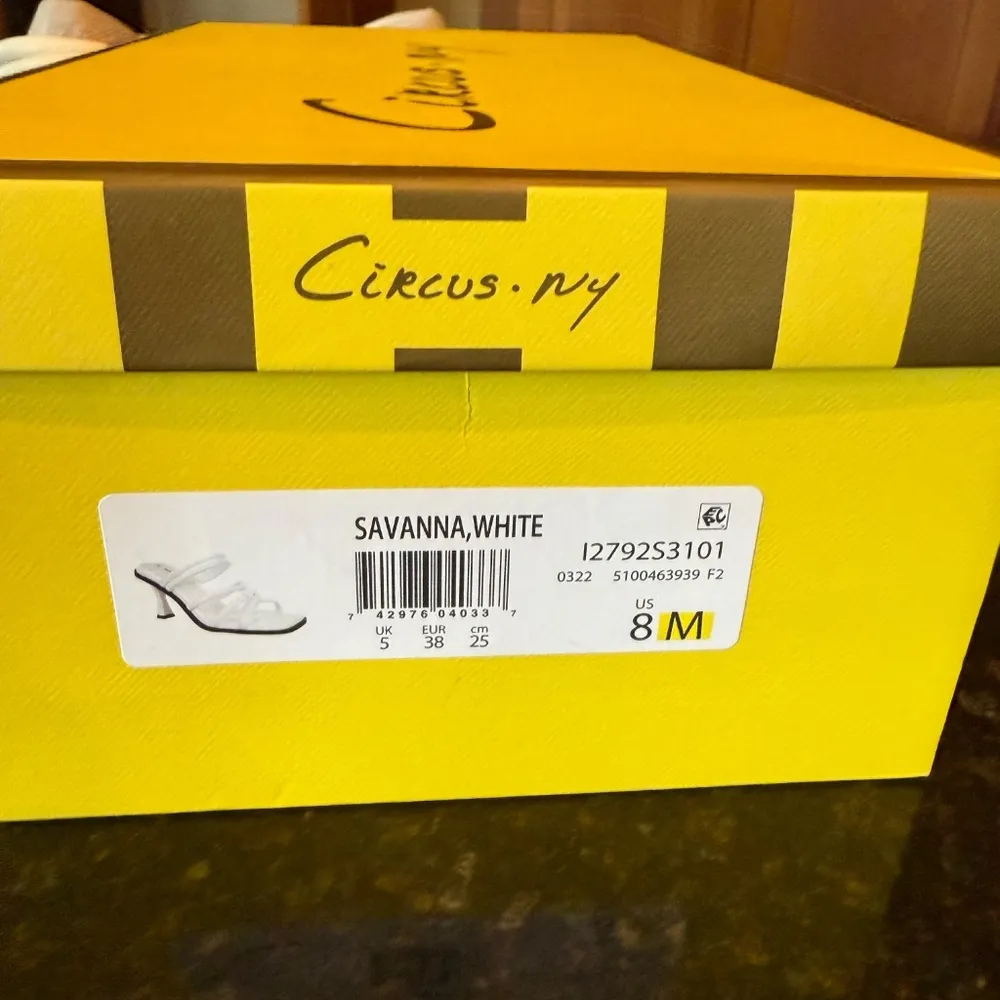 Circus.ny
Circus.ny
SAVANNA,WHITE
I2792S3101
0322 5100463939 F2
7 42976 04033 7
UK EUR cm
5 38 25
US
8 M